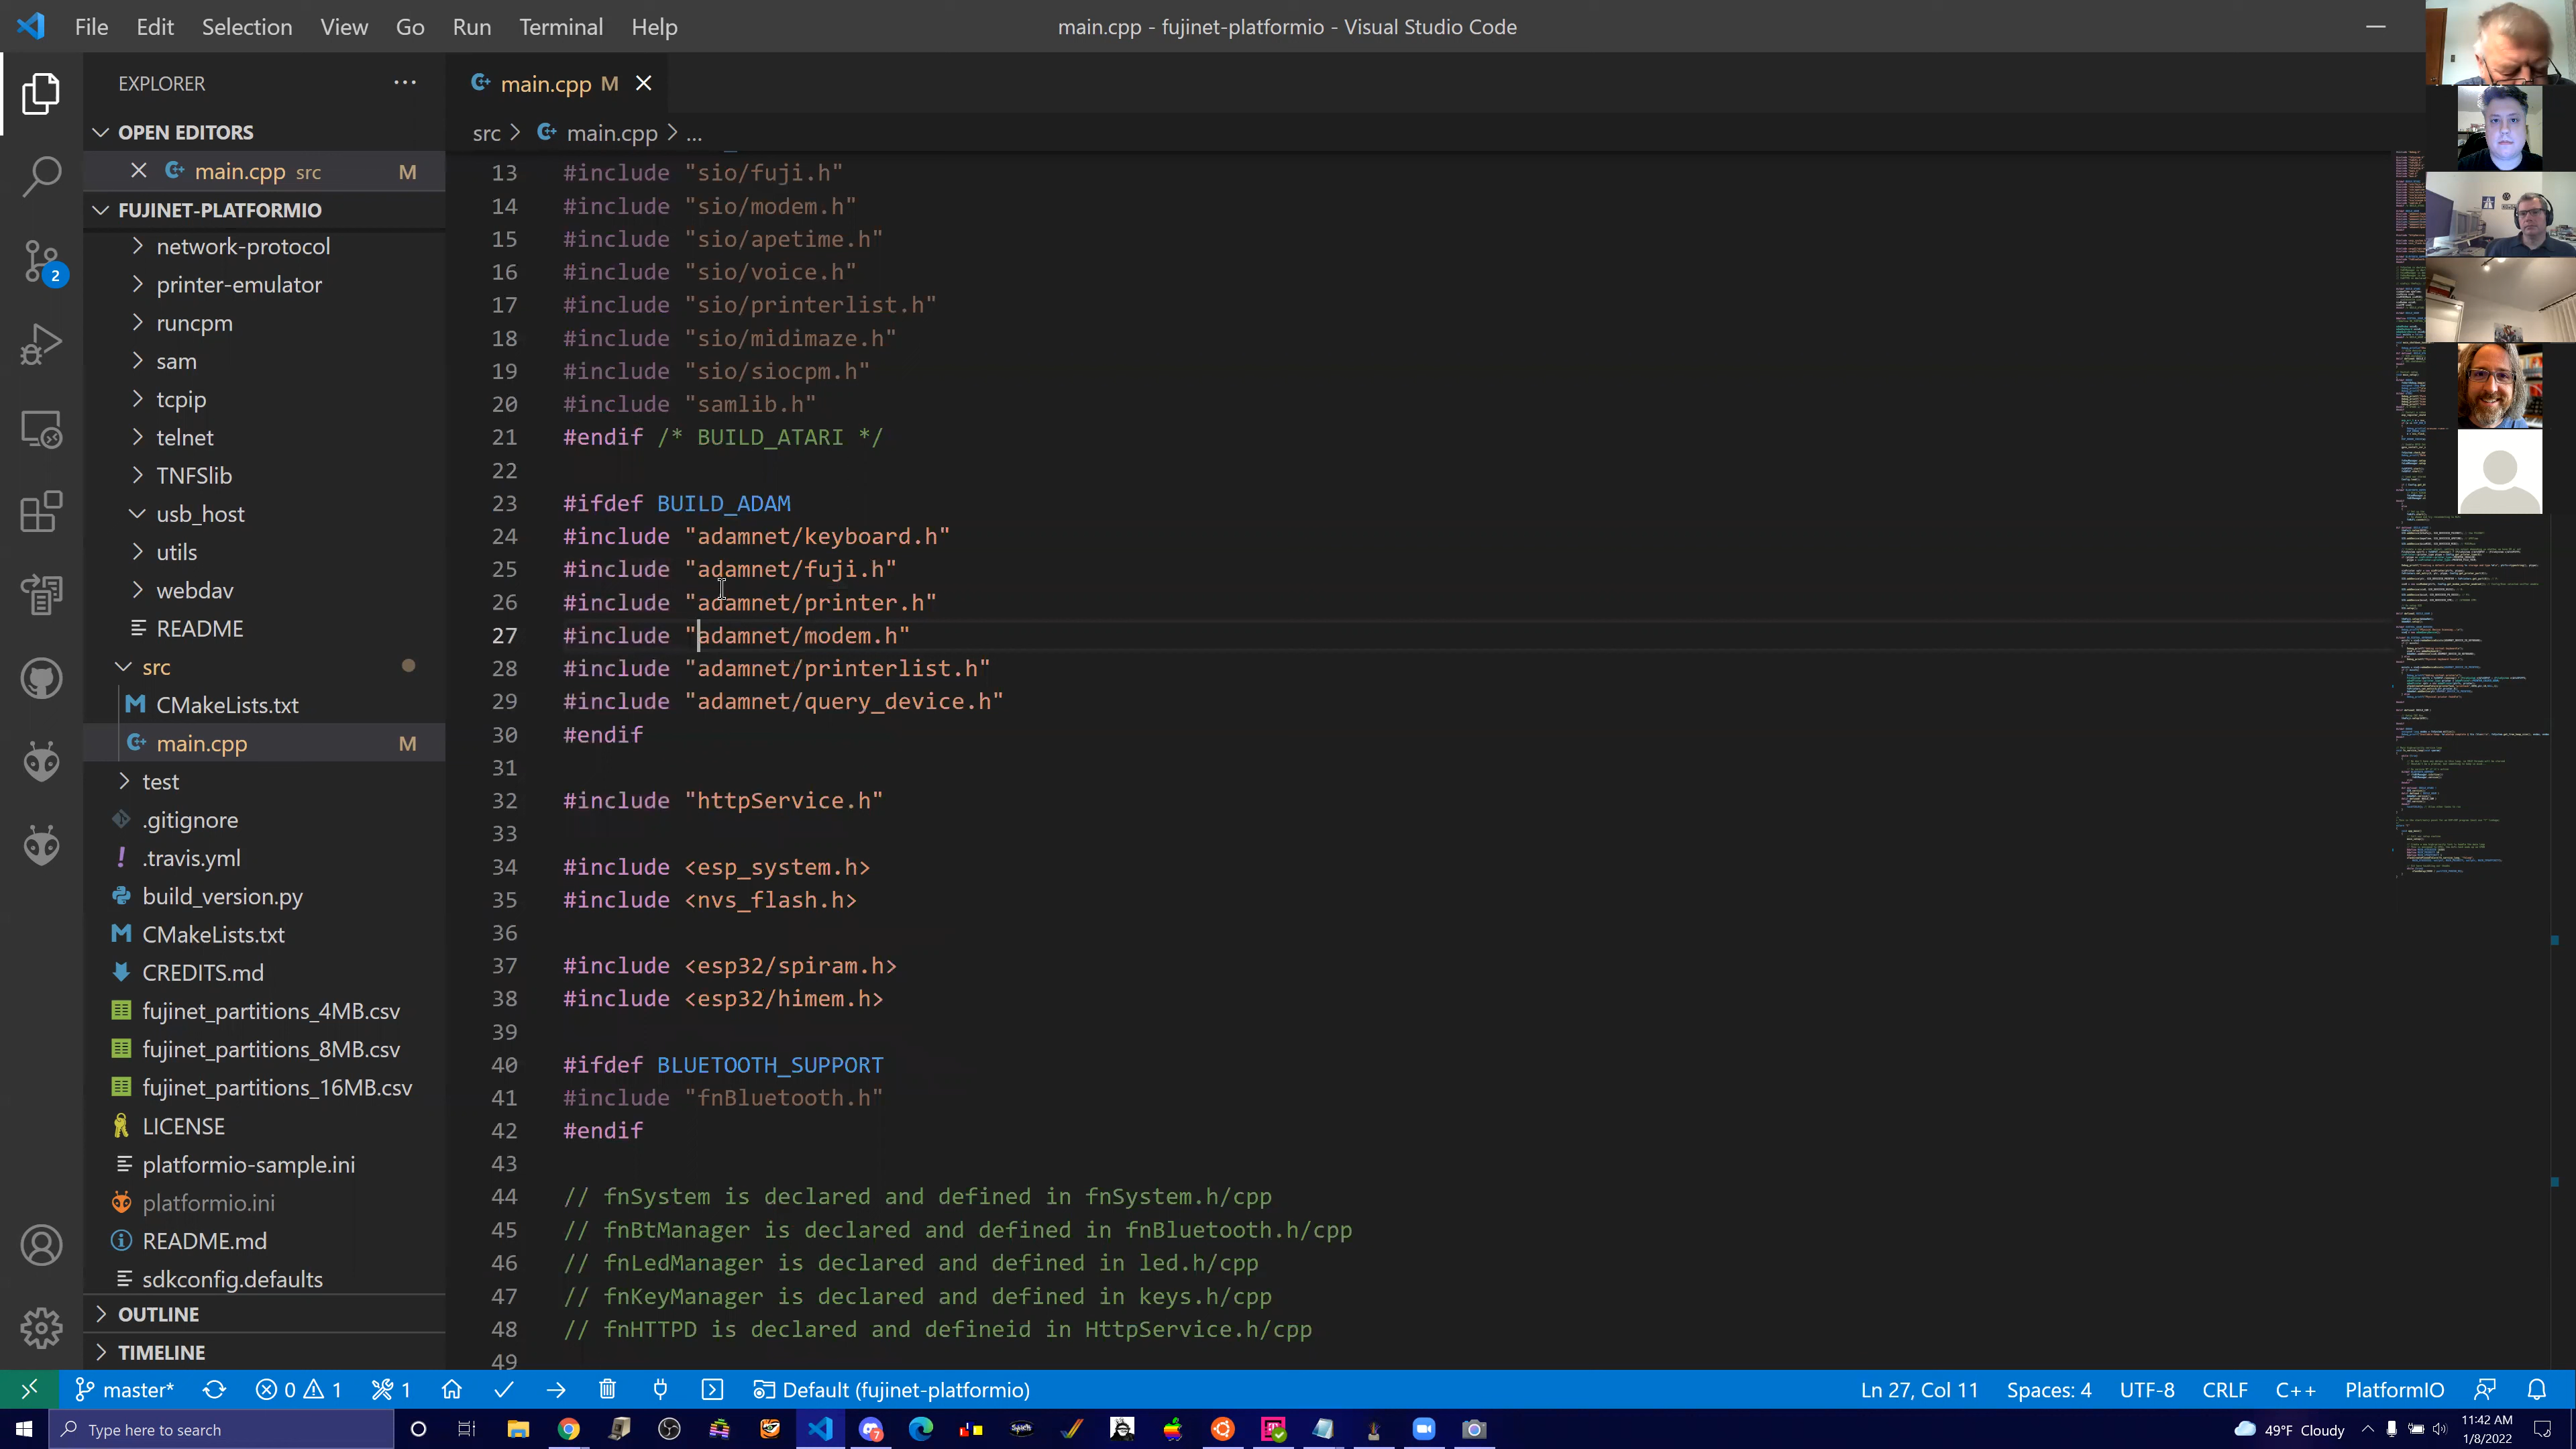 File Edit Selection View Go Run Terminal Help
main.cpp - fujinet-platformio - Visual Studio Code
EXPLORER
OPEN EDITORS
main.cpp src M
FUJINET-PLATFORMIO
network-protocol
printer-emulator
runcpm
sam
tcpip
telnet
TNFSlib
usb_host
utils
webdav
README
src
CMakeLists.txt
main.cpp M
test
.gitignore
.travis.yml
build_version.py
CMakeLists.txt
CREDITS.md
fujinet_partitions_4MB.csv
fujinet_partitions_8MB.csv
fujinet_partitions_16MB.csv
LICENSE
platformio-sample.ini
platformio.ini
README.md
sdkconfig.defaults
OUTLINE
TIMELINE
2
main.cpp M
src > main.cpp > ...
13 #include "sio/fuji.h"
14 #include "sio/modem.h"
15 #include "sio/apetime.h"
16 #include "sio/voice.h"
17 #include "sio/printerlist.h"
18 #include "sio/midimaze.h"
19 #include "sio/siocpm.h"
20 #include "samlib.h"
21 #endif /* BUILD_ATARI */
22
23 #ifdef BUILD_ADAM
24 #include "adamnet/keyboard.h"
25 #include "adamnet/fuji.h"
26 #include "adamnet/printer.h"
27 #include "adamnet/modem.h"
28 #include "adamnet/printerlist.h"
29 #include "adamnet/query_device.h"
30 #endif
31
32 #include "httpService.h"
33
34 #include <esp_system.h>
35 #include <nvs_flash.h>
36
37 #include <esp32/spiram.h>
38 #include <esp32/himem.h>
39
40 #ifdef BLUETOOTH_SUPPORT
41 #include "fnBluetooth.h"
42 #endif
43
44 // fnSystem is declared and defined in fnSystem.h/cpp
45 // fnBtManager is declared and defined in fnBluetooth.h/cpp
46 // fnLedManager is declared and defined in led.h/cpp
47 // fnKeyManager is declared and defined in keys.h/cpp
48 // fnHTTPD is declared and defineid in HttpService.h/cpp
49
master* 0 1 1 Default (fujinet-platformio) Ln 27, Col 11 Spaces: 4 UTF-8 CRLF C++ PlatformIO
Type here to search 49°F Cloudy 11:42 AM
1/8/2022